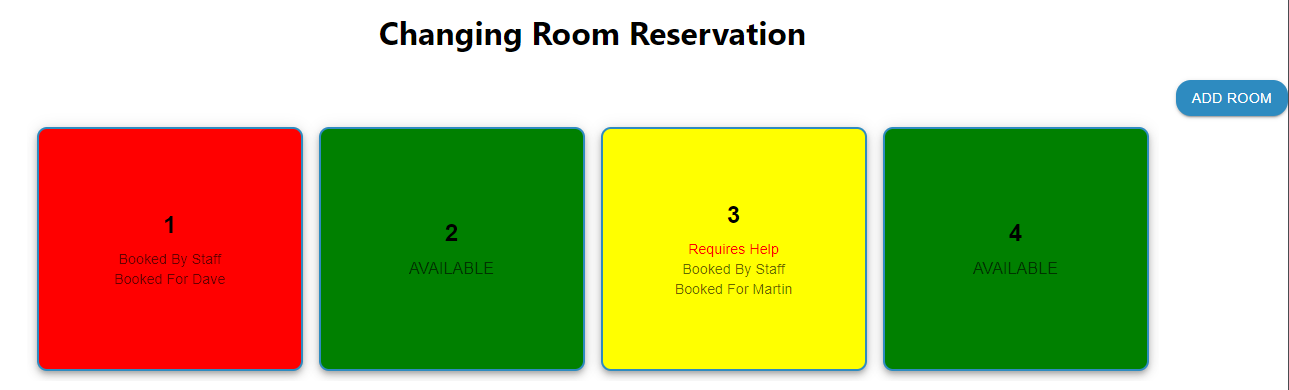 Changing Room Reservation
ADD ROOM
1
Booked By Staff
Booked For Dave
2
AVAILABLE
3
Requires Help
Booked By Staff
Booked For Martin
4
AVAILABLE